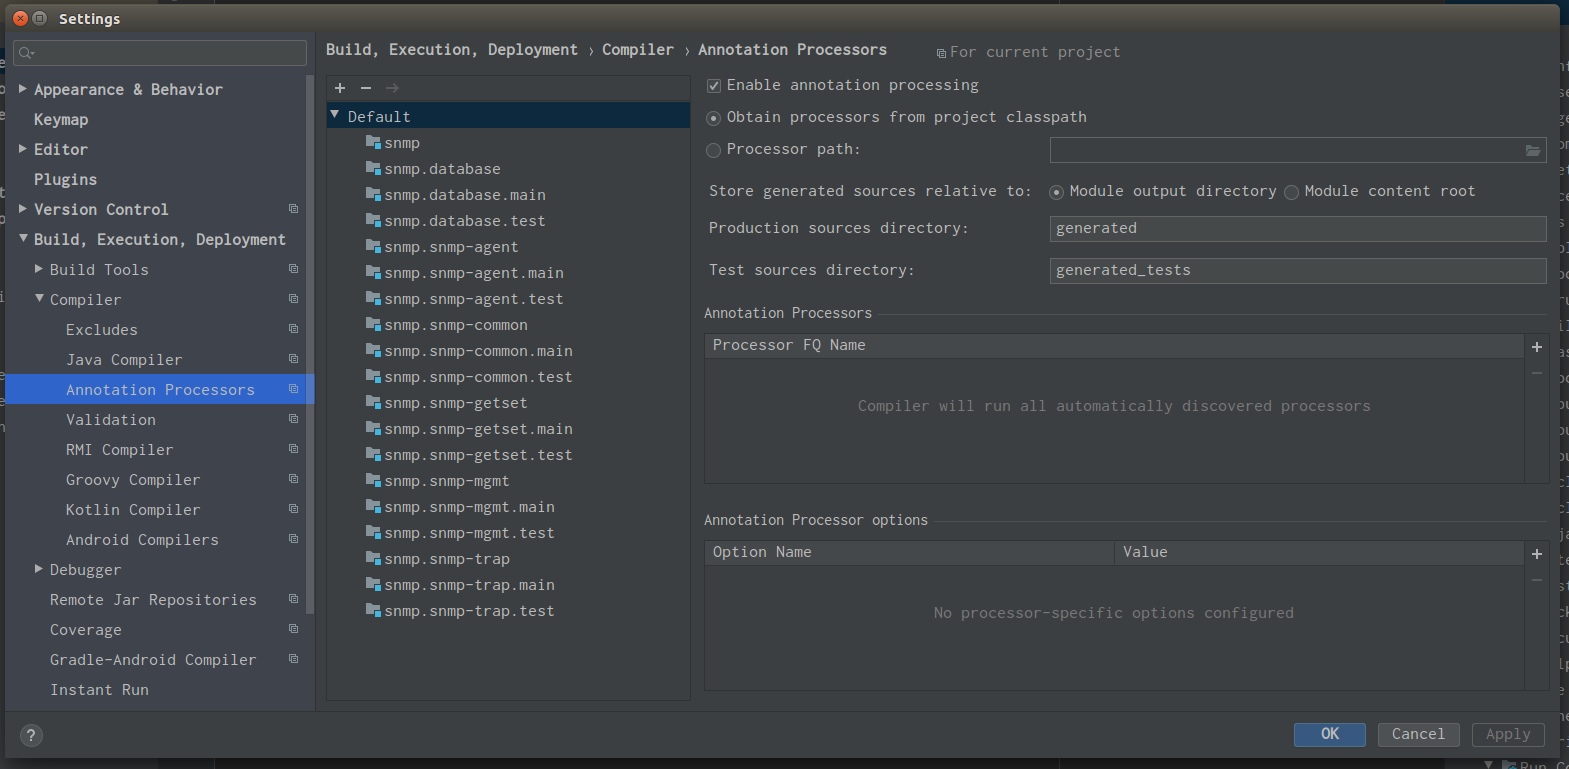 Settings
Appearance & Behavior
Keymap
Editor
Plugins
Version Control
Build, Execution, Deployment
Build Tools
Compiler
Excludes
Java Compiler
Annotation Processors
Validation
RMI Compiler
Groovy Compiler
Kotlin Compiler
Android Compilers
Debugger
Remote Jar Repositories
Coverage
Gradle-Android Compiler
Instant Run
Build, Execution, Deployment › Compiler › Annotation Processors
For current project
Default
snmp
snmp.database
snmp.database.main
snmp.database.test
snmp.snmp-agent
snmp.snmp-agent.main
snmp.snmp-agent.test
snmp.snmp-common
snmp.snmp-common.main
snmp.snmp-common.test
snmp.snmp-getset
snmp.snmp-getset.main
snmp.snmp-getset.test
snmp.snmp-mgmt
snmp.snmp-mgmt.main
snmp.snmp-mgmt.test
snmp.snmp-trap
snmp.snmp-trap.main
snmp.snmp-trap.test
Enable annotation processing
Obtain processors from project classpath
Processor path:
Store generated sources relative to: Module output directory Module content root
Production sources directory: generated
Test sources directory: generated_tests
Annotation Processors
Processor FQ Name
Compiler will run all automatically discovered processors
Annotation Processor options
Option Name Value
No processor-specific options configured
? OK Cancel Apply